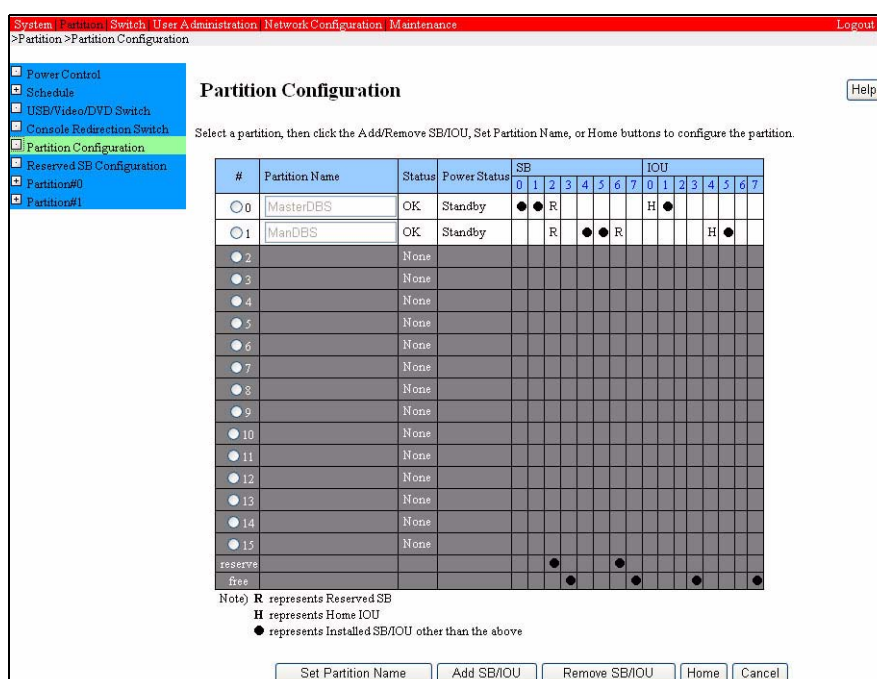 System | Partition | Switch | User Administration | Network Configuration | Maintenance Logout
>Partition >Partition Configuration
Power Control
Schedule
USB/Video/DVD Switch
Console Redirection Switch
Partition Configuration
Reserved SB Configuration
Partition#0
Partition#1
Partition Configuration
Help
Select a partition, then click the Add/Remove SB/IOU, Set Partition Name, or Home buttons to configure the partition.
# Partition Name Status Power Status SB IOU
0 1 2 3 4 5 6 7 0 1 2 3 4 5 6 7
0 MasterDBS OK Standby ● ● R H ●
1 ManDBS OK Standby R ● ● R H ●
2 None
3 None
4 None
5 None
6 None
7 None
8 None
9 None
10 None
11 None
12 None
13 None
14 None
15 None
reserve ● ●
free ● ● ● ●
Note) R represents Reserved SB
H represents Home IOU
● represents Installed SB/IOU other than the above
Set Partition Name Add SB/IOU Remove SB/IOU Home Cancel